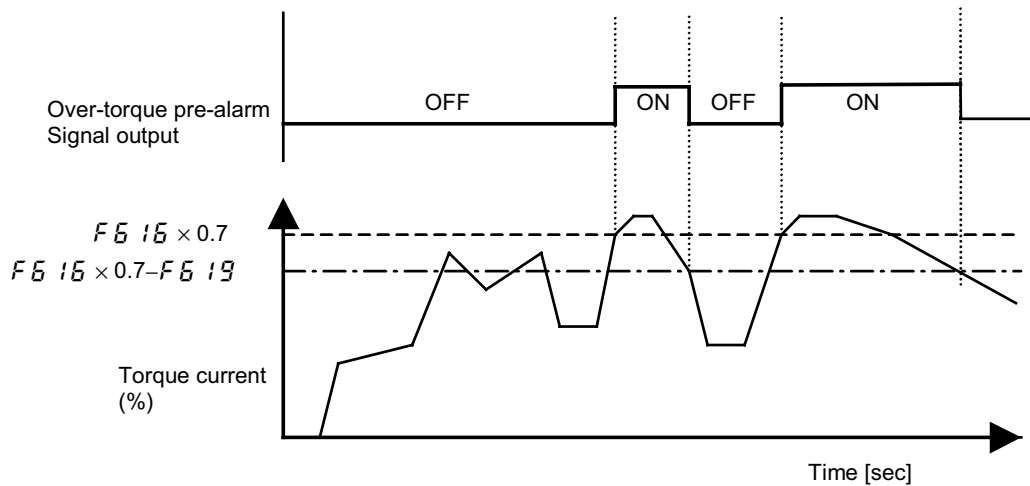 OFF
ON
OFF
ON
Over-torque pre-alarm
Signal output
F616 × 0.7
F616 × 0.7–F619
Torque current
(%)
Time [sec]